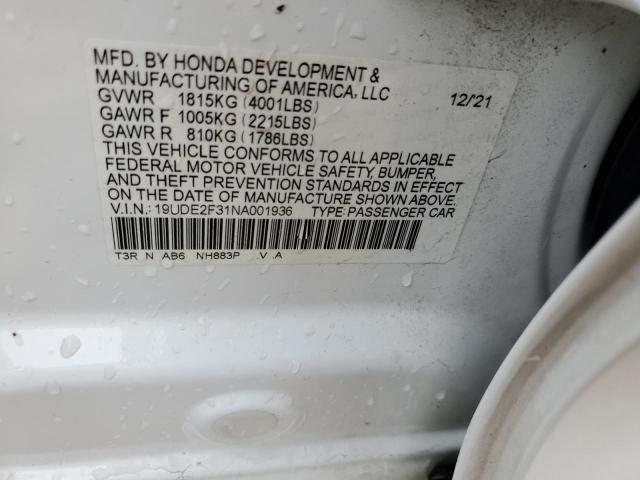 MFD. BY HONDA DEVELOPMENT &
MANUFACTURING OF AMERICA, LLC
GVWR 1815KG (4001LBS) 12/'21
GAWR F 1005KG (2215LBS)
GAWR R 810KG (1786LBS)
THIS VEHICLE CONFORMS TO ALL APPLICABLE
FEDERAL MOTOR VEHICLE SAFETY, BUMPER,
AND THEFT PREVENTION STANDARDS IN EFFECT
ON THE DATE OF MANUFACTURE SHOWN ABOVE.
V.I.N.: 19UDE2F31NA001936 TYPE: PASSENGER CAR
T3R N AB6 NH883P .V .A